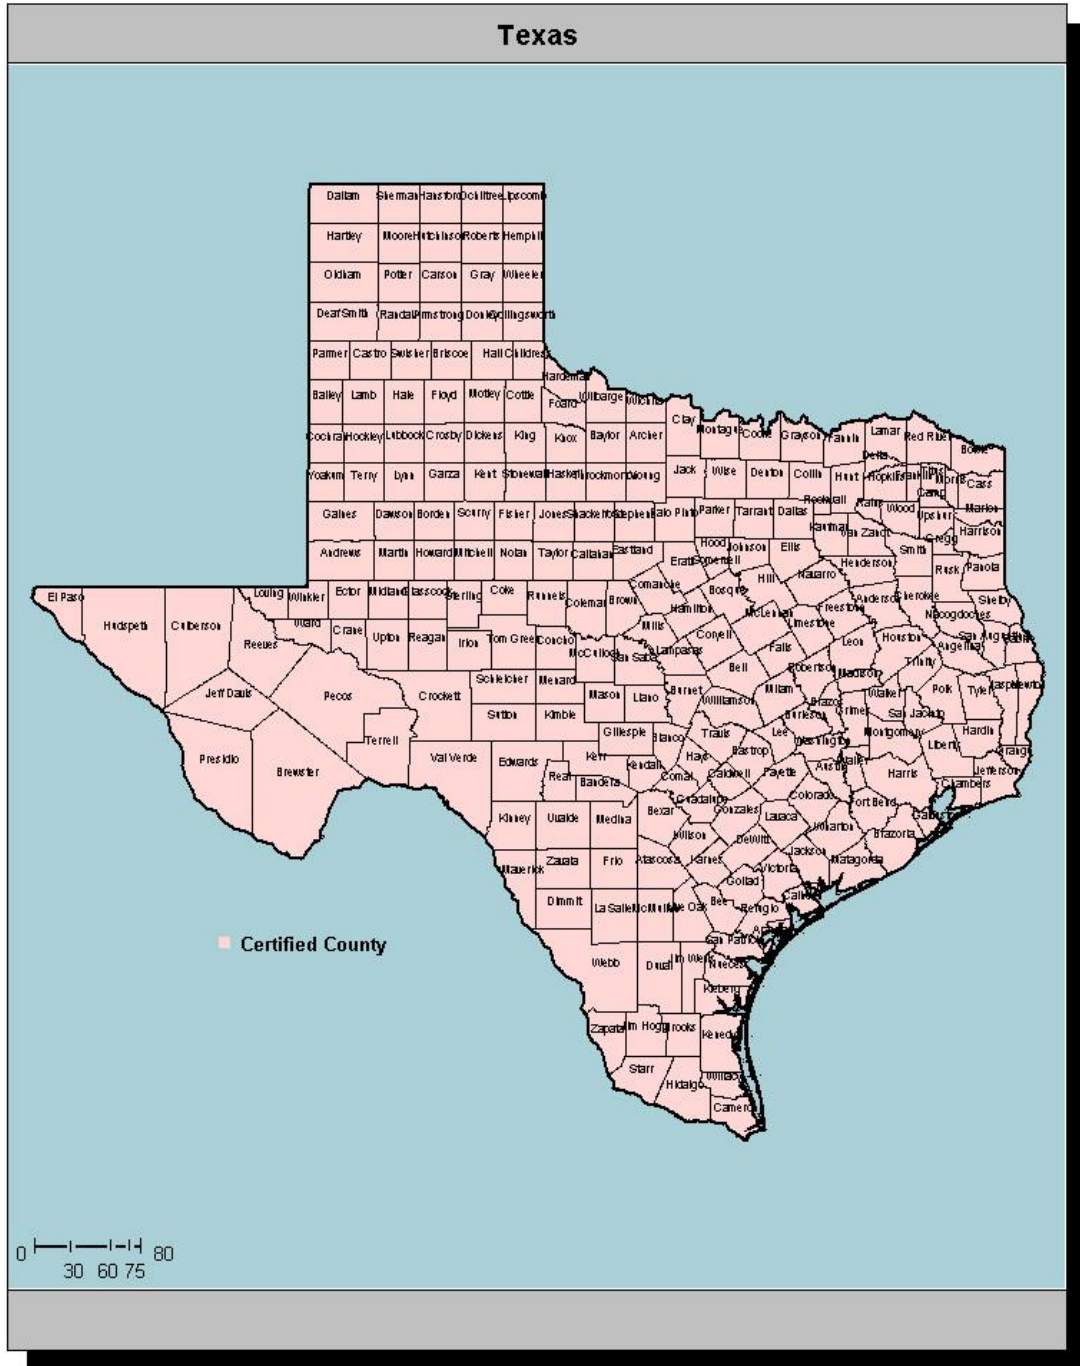 Texas
Dallam Sherman Hansford Ochiltree Lipscomb
Hartley Moore Hutchinson Roberts Hemphill
Oldham Potter Carson Gray Wheeler
Deaf Smith Randall Armstrong Donley Collingsworth
Parmer Castro Swisher Briscoe Hall Childress
Hardeman
Bailey Lamb Hale Floyd Motley Cottle Foard Wilbarge Wichita
Clay Montague Cooke Grayson Fannin Lamar Red River Bowie
Cochran Hockley Lubbock Crosby Dickens King Knox Baylor Archer
Delta Titus
Yoakum Terry Lynn Garza Kent Stonewall Haskell Throckmorton Young Jack Wise Denton Collin Hunt Hopkins Franklin Morris Cass
Camp
Rockwall Rains Wood Upshur Marion
Gaines Dawson Borden Scurry Fisher Jones Shackelford Stephens Palo Pinto Parker Tarrant Dallas
Kaufman Van Zandt Gregg Harrison
Andrews Martin Howard Mitchell Nolan Taylor Callahan Eastland Erath Hood Somervell Johnson Ellis Henderson Smith Rusk Panola
El Paso Hudspeth Culberson Loving Winkler Ector Midland Glasscock Sterling Coke Runnels Coleman Brown Comanche Hamilton Bosque Hill Navarro Anderson Cherokee Nacogdoches Shelby
Reeves Ward Crane Upton Reagan Irion Tom Green Concho McCulloch San Saba Mills Lampasas Coryell McLennan Limestone Freestone Falls Leon Houston Angelina San Augustine
Jeff Davis Pecos Crockett Schleicher Menard Mason Llano Burnet Bell Williamson Milam Robertson Madison Trinity Walker Polk Tyler Jasper Newton
Presidio Brewster Terrell Val Verde Sutton Kimble Gillespie Blanco Travis Lee Burleson Brazos Grimes Washington Montgomery San Jacinto Liberty Hardin Orange
Edwards Real Kerr Bandera Kendall Comal Hays Caldwell Bastrop Fayette Austin Waller Harris Chambers Jefferson
Kinney Uvalde Medina Bexar Guadalupe Gonzales Lavaca Colorado Wharton Fort Bend Brazoria Galveston
Maverick Zavala Frio Atascosa Wilson Karnes DeWitt Victoria Jackson Matagorda
Dimmit La Salle McMullen Live Oak Bee Goliad Refugio Calhoun
Certified County
Webb Duval Jim Wells San Patricio Nueces
Kleberg
Zapata Jim Hogg Brooks Kenedy
Starr Hidalgo Willacy
Cameron
0 80
30 60 75